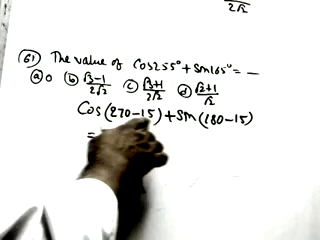 2√2
61) The value of Cos255° + Sin165° = —
ⓐ 0 ⓑ √3-1/2√2 ⓒ √3+1/2√2 ⓓ √2+1/√2
Cos(270-15)+Sin(180-15)
=